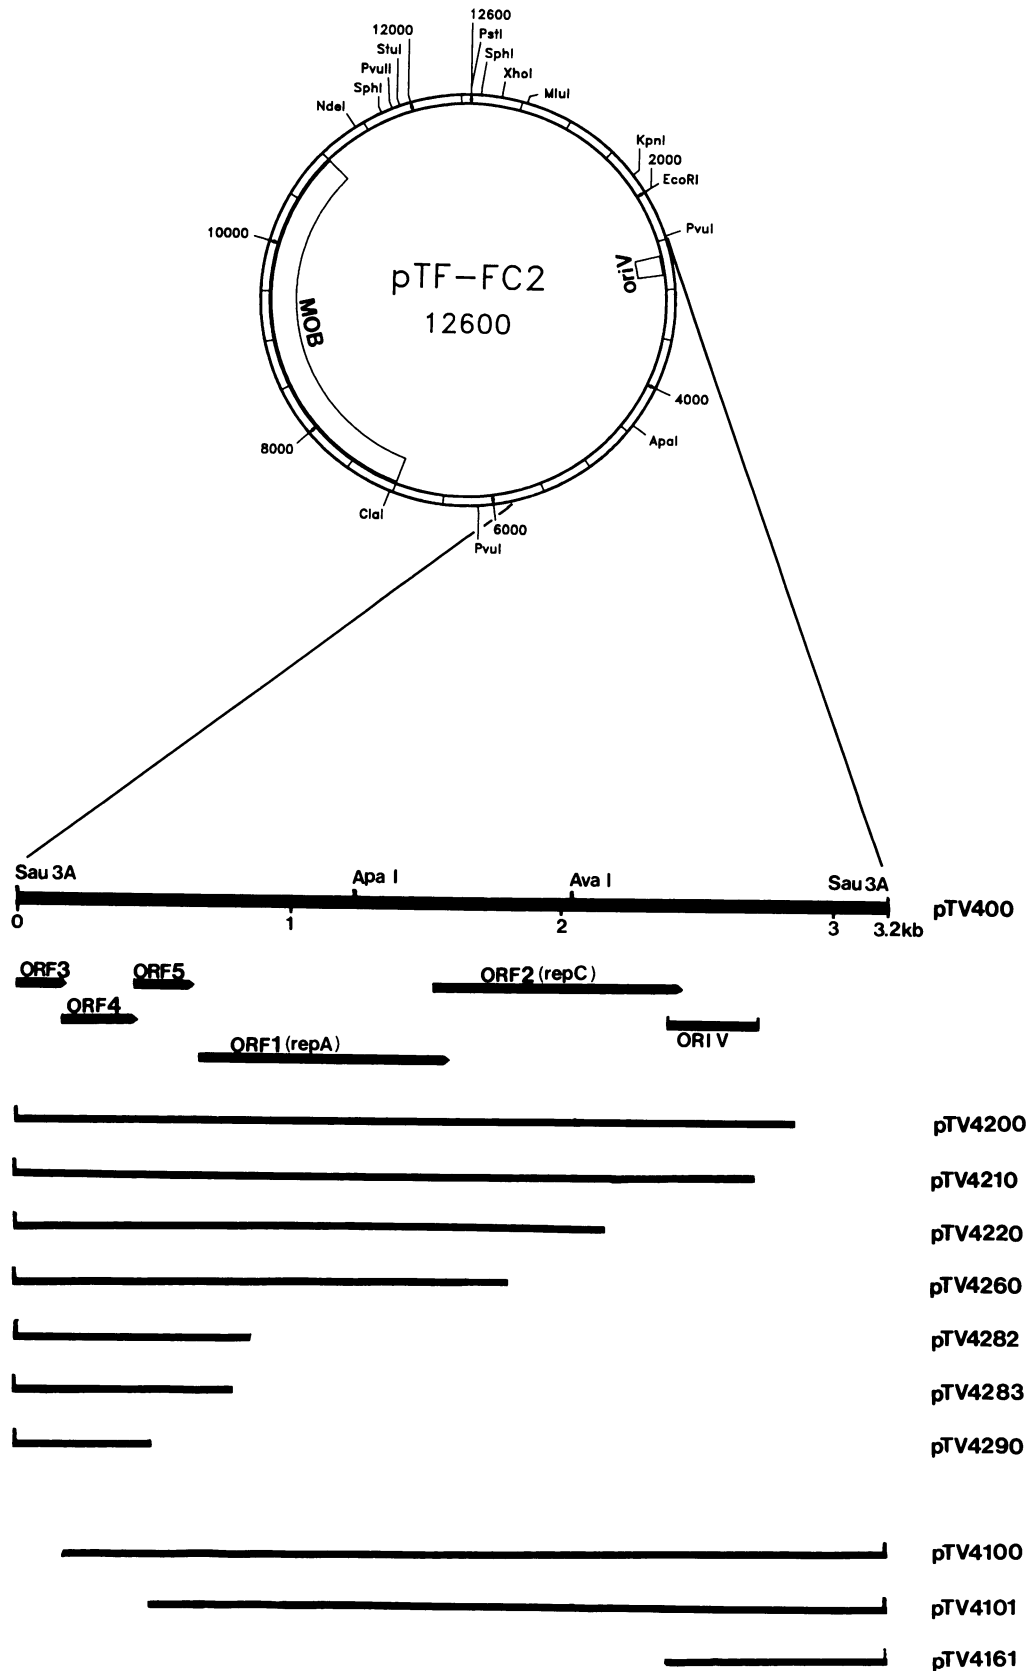 12600
PstI
SphI
XhoI
MluI
12000
StuI
PvuII
SphI
NdeI
KpnI
2000
EcoRI
PvuI
10000
oriV
pTF-FC2
12600
MOB
4000
ApaI
8000
ClaI
6000
PvuI
Sau 3A Apa I Ava I Sau 3A
pTV400
0 1 2 3 3.2kb
ORF3 ORF5 ORF2 (repC)
ORF4 ORI V
ORF1 (repA)
pTV4200
pTV4210
pTV4220
pTV4260
pTV4282
pTV4283
pTV4290
pTV4100
pTV4101
pTV4161